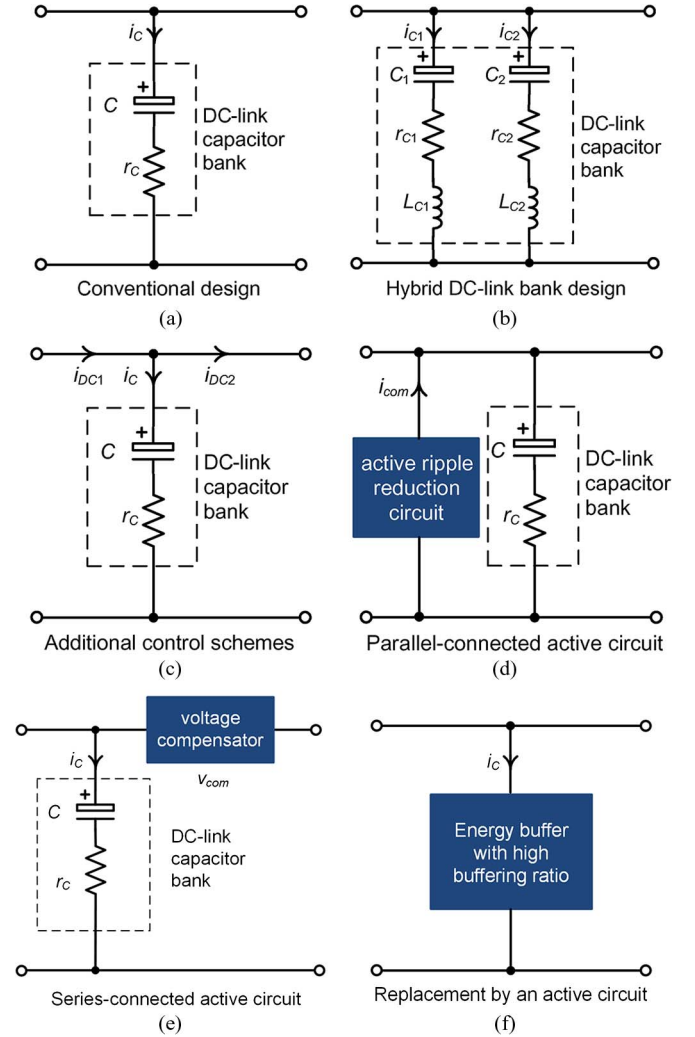 i_C
+
C
r_C
DC-link
capacitor
bank
Conventional design
(a)
i_C1
i_C2
+
+
C_1
C_2
r_C1
r_C2
L_C1
L_C2
DC-link
capacitor
bank
Hybrid DC-link bank design
(b)
i_DC1
i_C
i_DC2
+
C
r_C
DC-link
capacitor
bank
Additional control schemes
(c)
i_com
active ripple
reduction
circuit
+
C
r_C
DC-link
capacitor
bank
Parallel-connected active circuit
(d)
voltage
compensator
v_com
i_C
+
C
r_C
DC-link
capacitor
bank
Series-connected active circuit
(e)
i_C
Energy buffer
with high
buffering ratio
Replacement by an active circuit
(f)